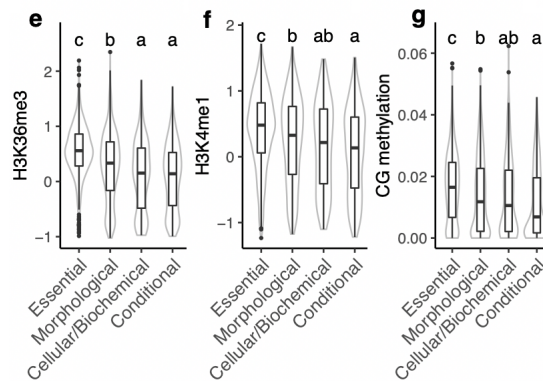 e
c b a a
H3K36me3
2
1
0
−1
Essential
Morphological
Cellular/Biochemical
Conditional
f
c b ab a
H3K4me1
2
1
0
−1
Essential
Morphological
Cellular/Biochemical
Conditional
g
c b ab a
CG methylation
0.06
0.04
0.02
0.00
Essential
Morphological
Cellular/Biochemical
Conditional